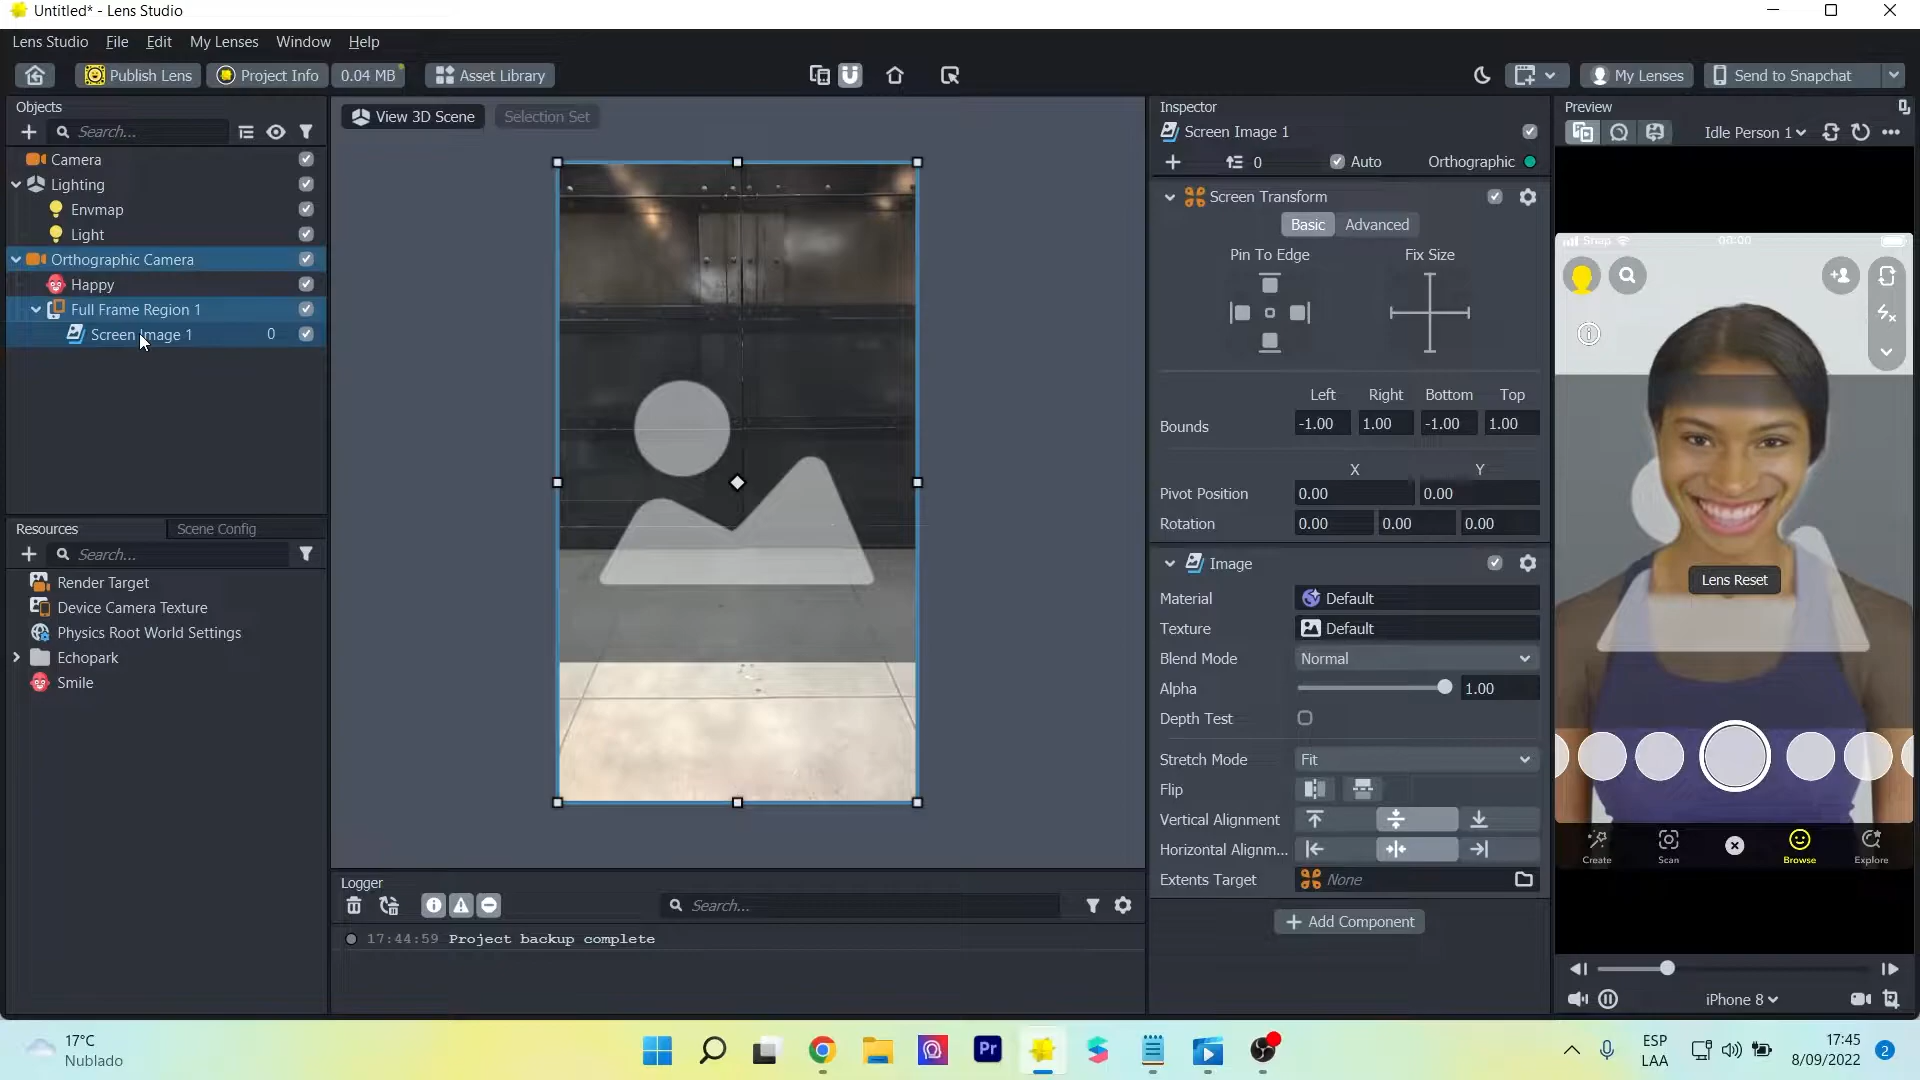 Untitled* - Lens Studio
Lens Studio File Edit My Lenses Window Help
Publish Lens Project Info 0.04 MB Asset Library My Lenses Send to Snapchat
Objects
Search...
Camera
Lighting
Envmap
Light
Orthographic Camera
Happy
Full Frame Region 1
Screen Image 1 0
Resources Scene Config
Search...
Render Target
Device Camera Texture
Physics Root World Settings
Echopark
Smile
View 3D Scene Selection Set
Logger
Search...
17:44:59 Project backup complete
Inspector
Screen Image 1
0 Auto Orthographic
Screen Transform
Basic Advanced
Pin To Edge Fix Size
Left Right Bottom Top
Bounds -1.00 1.00 -1.00 1.00
X Y
Pivot Position 0.00 0.00
Rotation 0.00 0.00 0.00
Image
Material Default
Texture Default
Blend Mode Normal
Alpha 1.00
Depth Test
Stretch Mode Fit
Flip
Vertical Alignment
Horizontal Alignm...
Extents Target None
+ Add Component
Preview
Idle Person 1
Snap 00:00
Lens Reset
Create Scan Browse Explore
iPhone 8
17°C
Nublado
Pr
ESP
LAA
17:45
8/09/2022
2